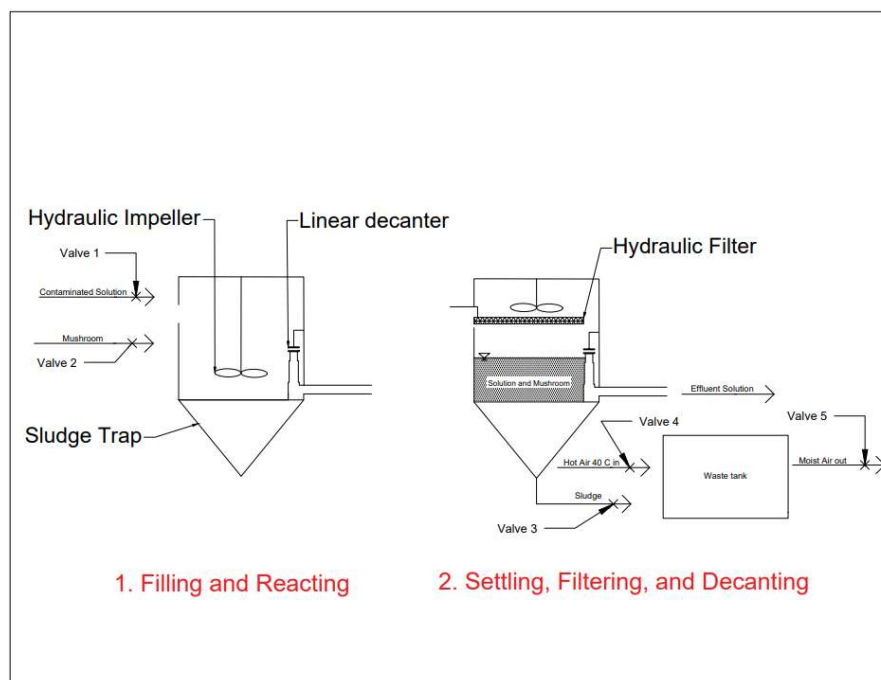 Hydraulic Impeller
Linear decanter
Hydraulic Filter
Valve 1
Contaminated Solution
Mushroom
Valve 2
Solution and Mushroom
Effluent Solution
Sludge Trap
Valve 4
Valve 5
Hot Air 40 C in
Moist Air out
Waste tank
Sludge
Valve 3
1. Filling and Reacting
2. Settling, Filtering, and Decanting